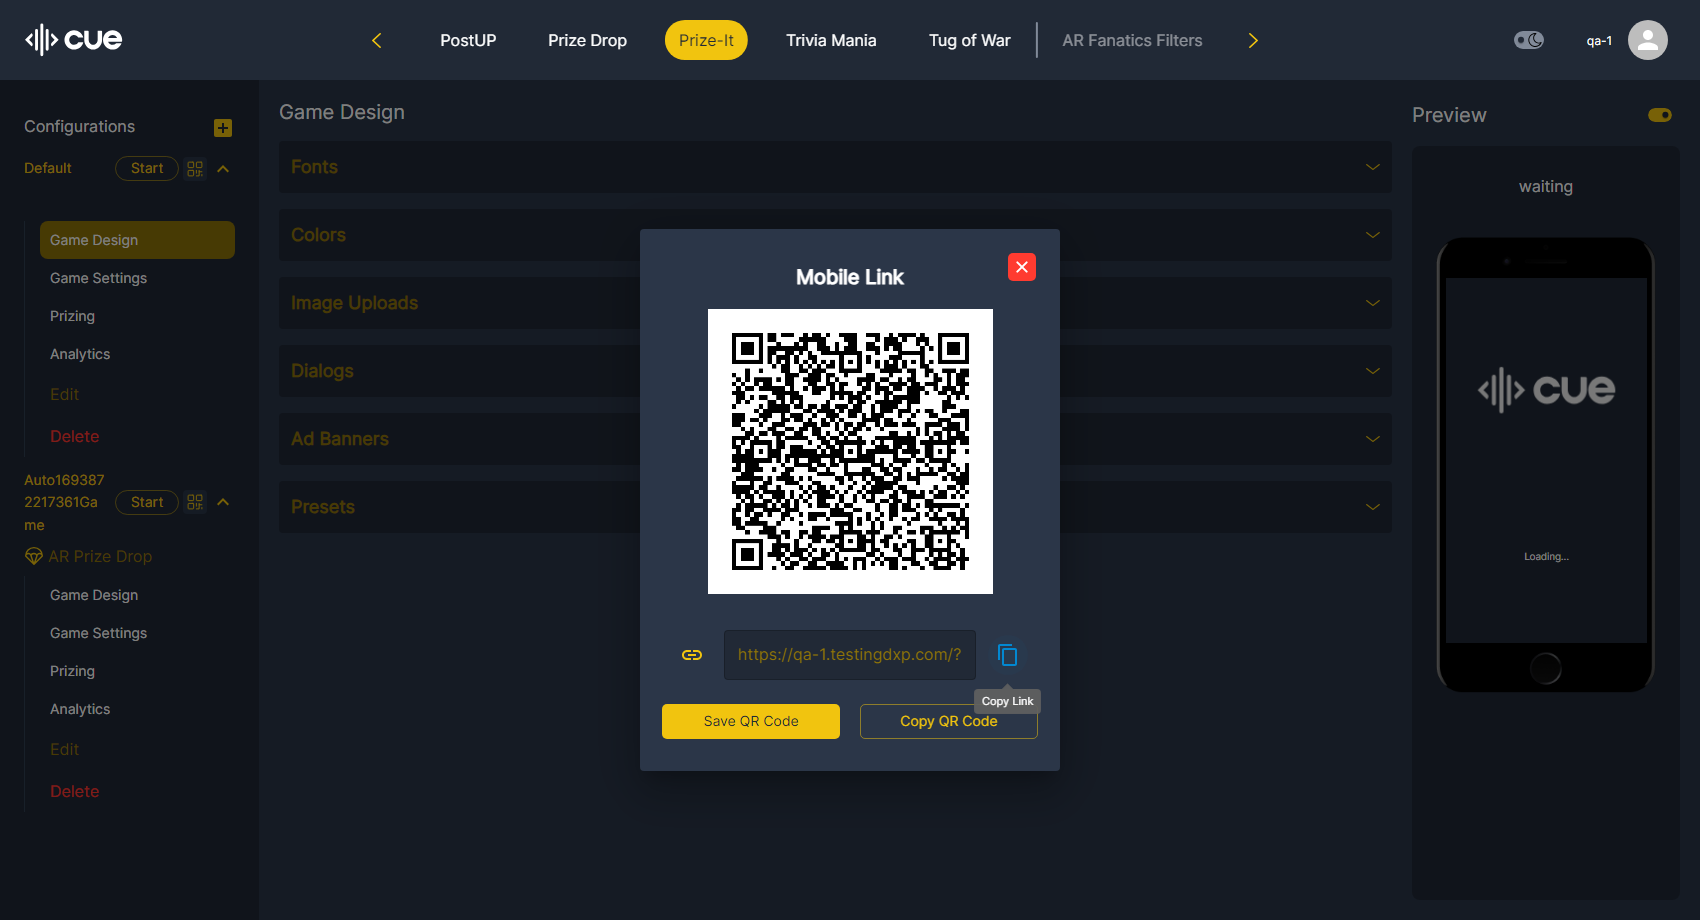 cue
PostUP
Prize Drop
Prize-It
Trivia Mania
Tug of War
AR Fanatics Filters
qa-1
Configurations
Default
Start
Game Design
Game Settings
Prizing
Analytics
Edit
Delete
Auto169387
2217361Ga
me
Start
AR Prize Drop
Game Design
Game Settings
Prizing
Analytics
Edit
Delete
Game Design
Fonts
Colors
Image Uploads
Dialogs
Ad Banners
Presets
Mobile Link
https://qa-1.testingdxp.com/?
Copy Link
Save QR Code
Copy QR Code
Preview
waiting
cue
Loading...